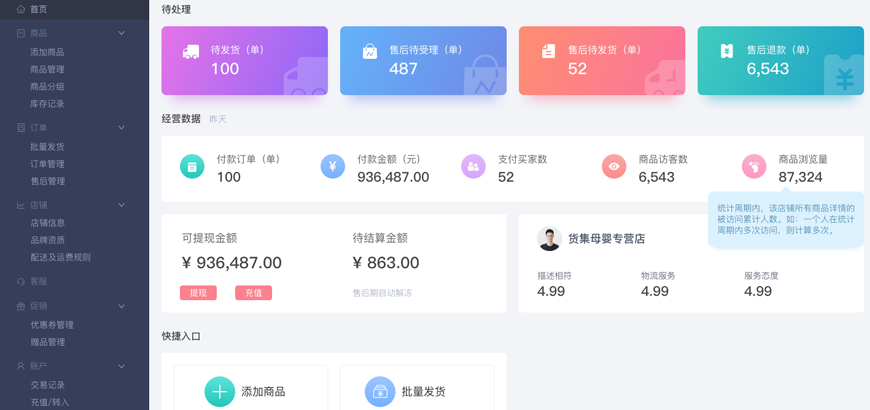 首页
商品
添加商品
商品管理
商品分组
库存记录
订单
批量发货
订单管理
售后管理
店铺
店铺信息
品牌资质
配送及运费规则
客服
促销
优惠券管理
赠品管理
账户
交易记录
充值/转入
待处理
待发货（单）
100
售后待受理（单）
487
售后待发货（单）
52
售后退款（单）
6,543
经营数据 昨天
付款订单（单）
100
付款金额（元）
936,487.00
支付买家数
52
商品访客数
6,543
商品浏览量
87,324
统计周期内，该店铺所有商品详情的
被访问累计人数。如：一个人在统计
周期内多次访问，则计算多次。
可提现金额
¥ 936,487.00
提现 充值
待结算金额
¥ 863.00
售后期自动解冻
货集母婴专营店
描述相符
4.99
物流服务
4.99
服务态度
4.99
快捷入口
添加商品
批量发货